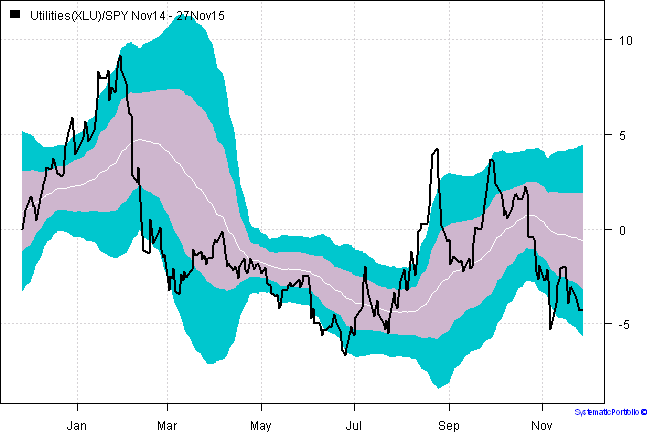 Utilities(XLU)/SPY Nov14 - 27Nov15
10
5
0
-5
Jan Mar May Jul Sep Nov
SystematicPortfolio ©